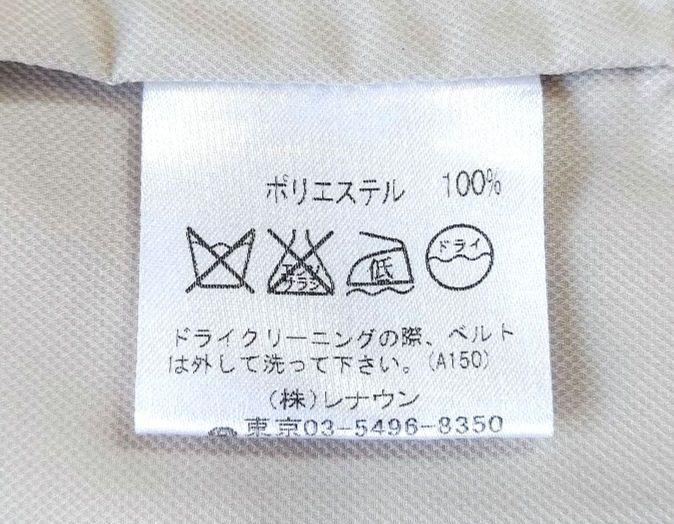 ポリエステル 100%
エンソ
サラシ
低
ドライ
ドライクリーニングの際、ベルト
は外して洗って下さい。(A150)
(株)レナウン
東京03-5496-8350